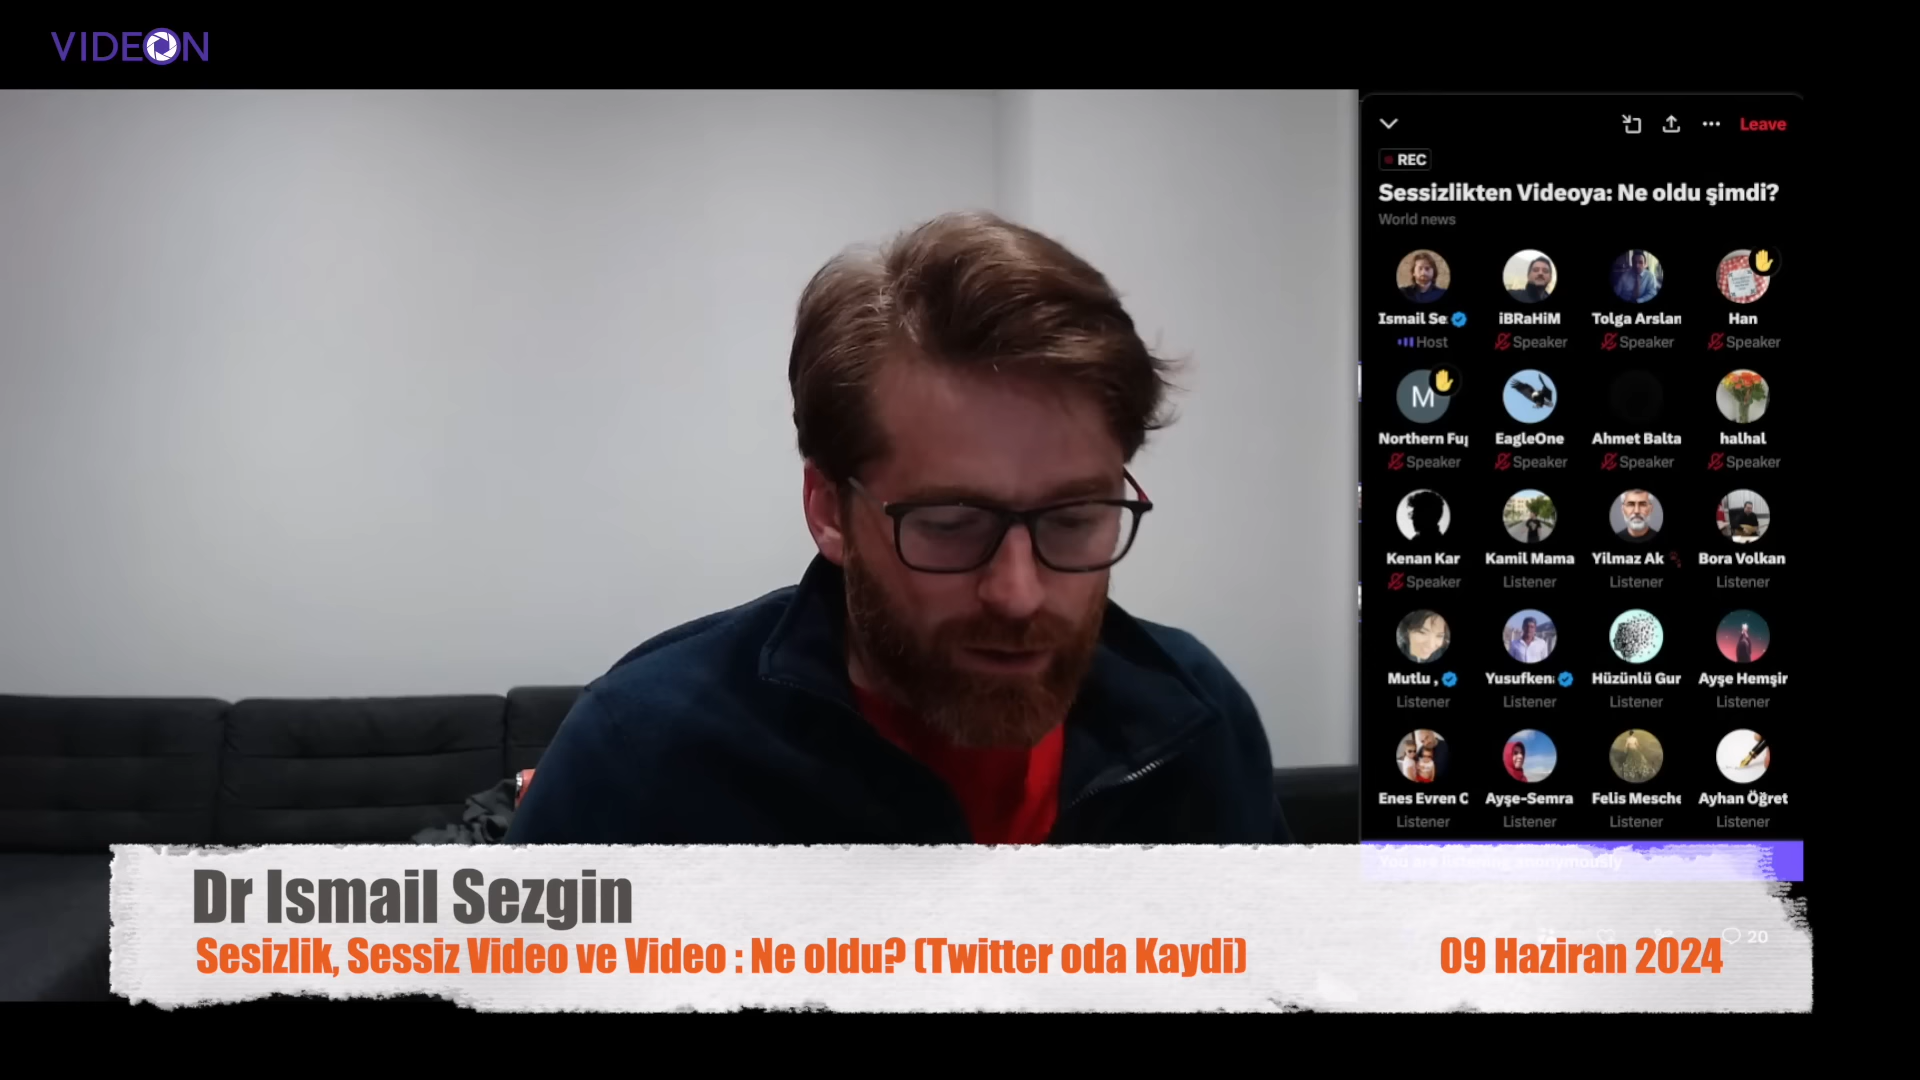 VIDEON
Leave
REC
Sessizlikten Videoya: Ne oldu şimdi?
World news
Ismail Se iBRaHiM Tolga Arslan Han
Host Speaker Speaker Speaker
M
Northern Fu EagleOne Ahmet Balta halhal
Speaker Speaker Speaker Speaker
Kenan Kar Kamil Mama Yilmaz Ak Bora Volkan
Speaker Listener Listener Listener
Mutlu , Yusufken Hüzünlü Gur Ayşe Hemşir
Listener Listener Listener Listener
Enes Evren C Ayşe-Semra Felis Mesche Ayhan Öğret
Listener Listener Listener Listener
You are listening anonymously
20
Dr Ismail Sezgin
Sesizlik, Sessiz Video ve Video : Ne oldu? (Twitter oda Kaydi) 09 Haziran 2024